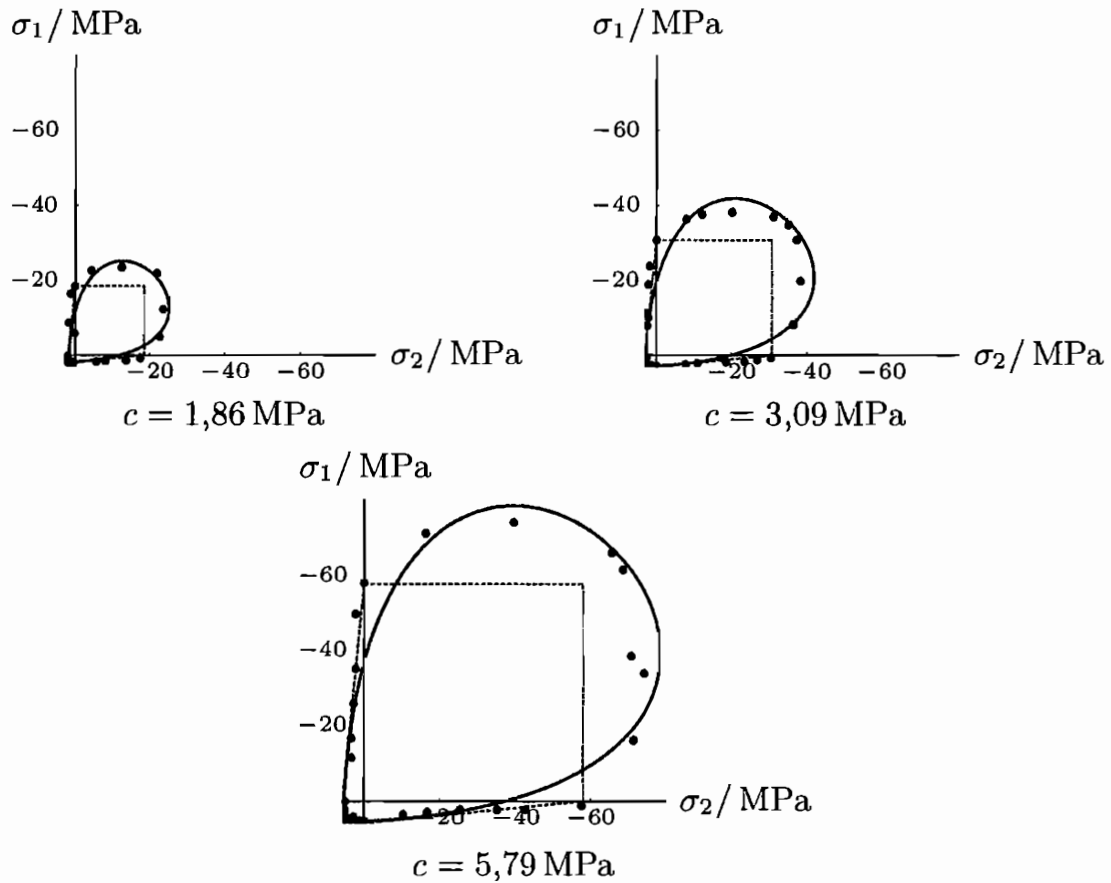 σ₁/ MPa
−60
−40
−20
−20 −40 −60
σ₂/ MPa
c = 1,86 MPa
σ₁/ MPa
−60
−40
−20
−20 −40 −60
σ₂/ MPa
c = 3,09 MPa
σ₁/ MPa
−60
−40
−20
−20 −40 −60
σ₂/ MPa
c = 5,79 MPa